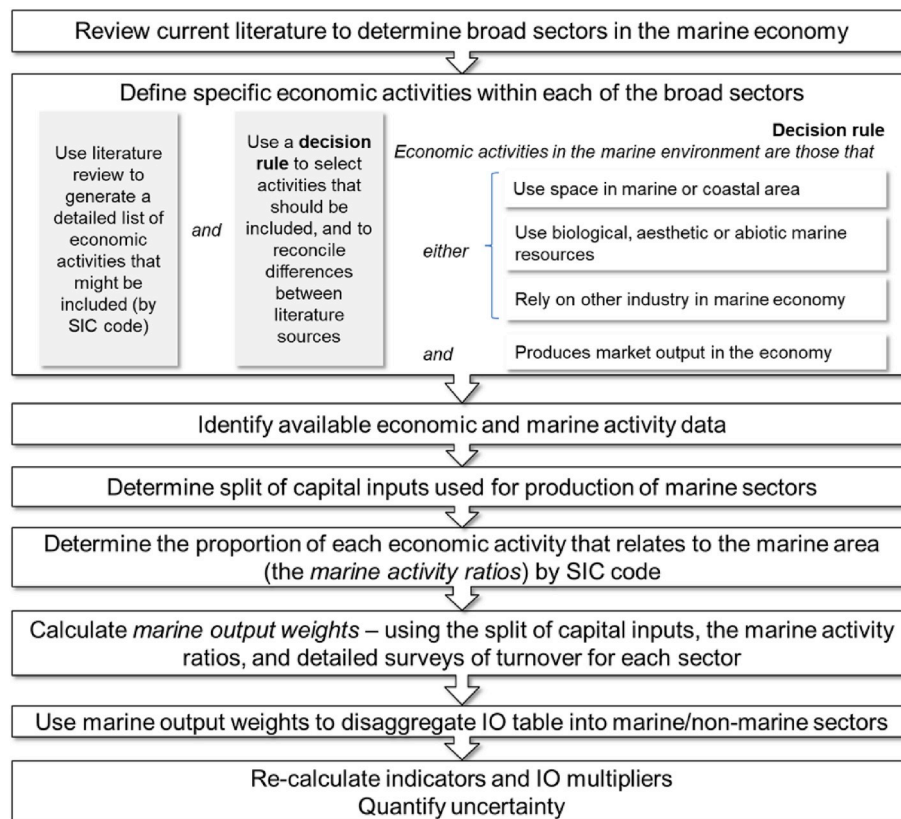 Review current literature to determine broad sectors in the marine economy
Define specific economic activities within each of the broad sectors
Use literature
review to
generate a
detailed list of
economic
activities that
might be
included (by
SIC code)
and
Use a decision
rule to select
activities that
should be
included, and to
reconcile
differences
between
literature
sources
Decision rule
Economic activities in the marine environment are those that
either
Use space in marine or coastal area
Use biological, aesthetic or abiotic marine
resources
Rely on other industry in marine economy
and
Produces market output in the economy
Identify available economic and marine activity data
Determine split of capital inputs used for production of marine sectors
Determine the proportion of each economic activity that relates to the marine area
(the marine activity ratios) by SIC code
Calculate marine output weights – using the split of capital inputs, the marine activity
ratios, and detailed surveys of turnover for each sector
Use marine output weights to disaggregate IO table into marine/non-marine sectors
Re-calculate indicators and IO multipliers
Quantify uncertainty